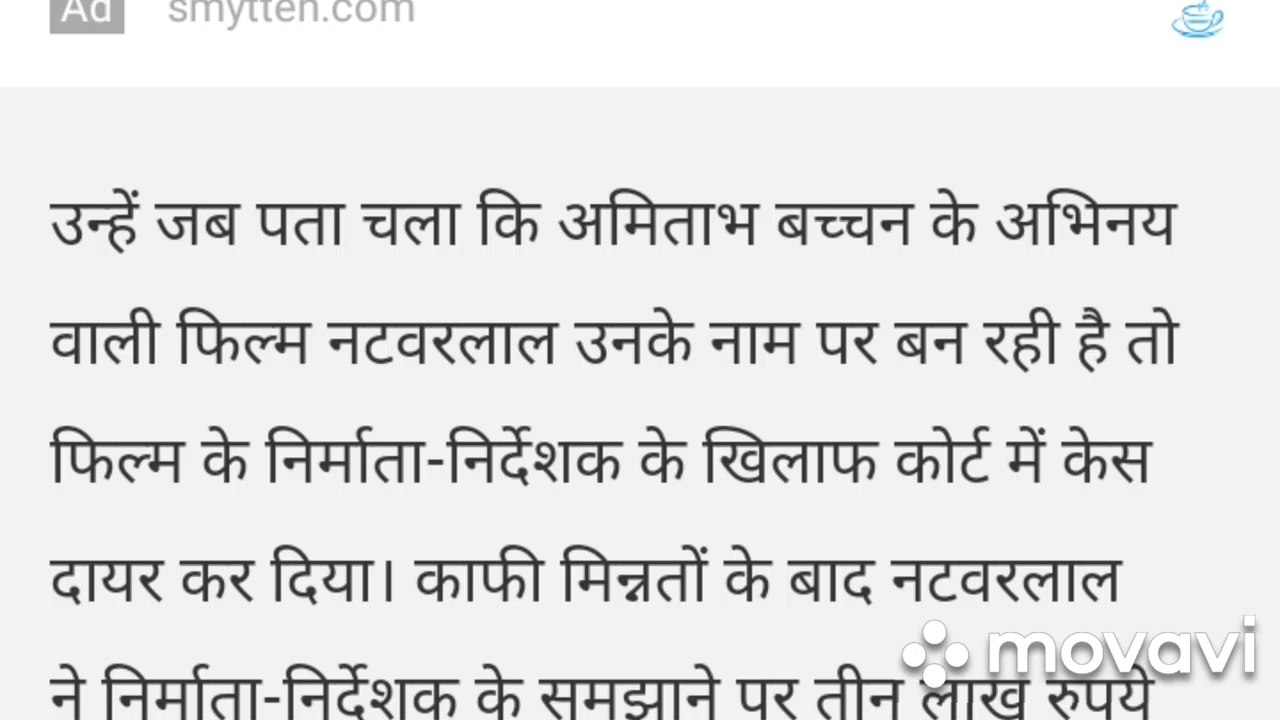 Ad smytten.com
उन्हें जब पता चला कि अमिताभ बच्चन के अभिनय
वाली फिल्म नटवरलाल उनके नाम पर बन रही है तो
फिल्म के निर्माता-निर्देशक के खिलाफ कोर्ट में केस
दायर कर दिया। काफी मिन्नतों के बाद नटवरलाल
ने निर्माता-निर्देशक के समझाने पर तीन लाख रुपये
movavi